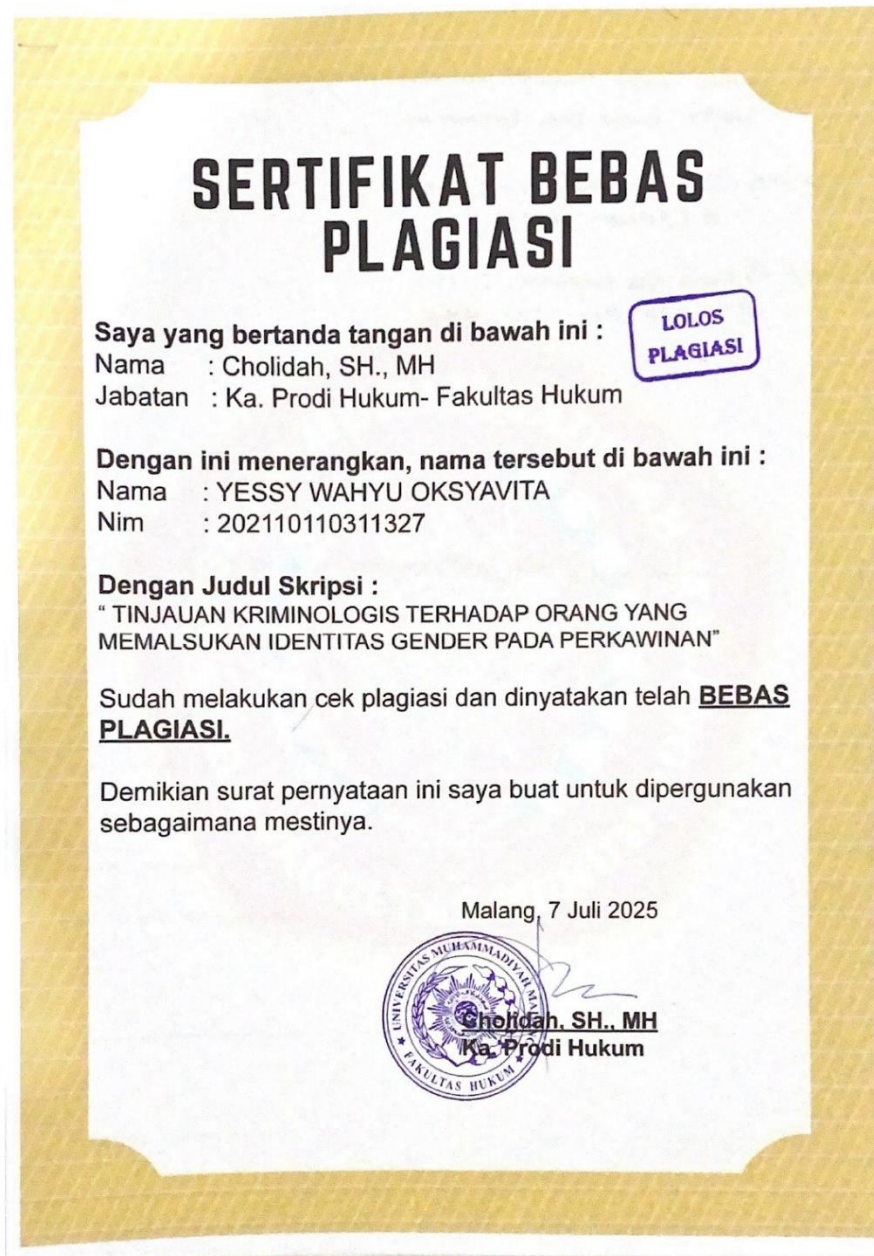 SERTIFIKAT BEBAS
PLAGIASI
LOLOS
PLAGIASI
Saya yang bertanda tangan di bawah ini :
Nama : Cholidah, SH., MH
Jabatan : Ka. Prodi Hukum- Fakultas Hukum
Dengan ini menerangkan, nama tersebut di bawah ini :
Nama : YESSY WAHYU OKSYAVITA
Nim : 202110110311327
Dengan Judul Skripsi :
“ TINJAUAN KRIMINOLOGIS TERHADAP ORANG YANG
MEMALSUKAN IDENTITAS GENDER PADA PERKAWINAN”
Sudah melakukan cek plagiasi dan dinyatakan telah BEBAS
PLAGIASI.
Demikian surat pernyataan ini saya buat untuk dipergunakan
sebagaimana mestinya.
Malang, 7 Juli 2025
UNIVERSITAS MUHAMMADIYAH MALANG
FAKULTAS HUKUM
Cholidah, SH., MH
Ka. Prodi Hukum